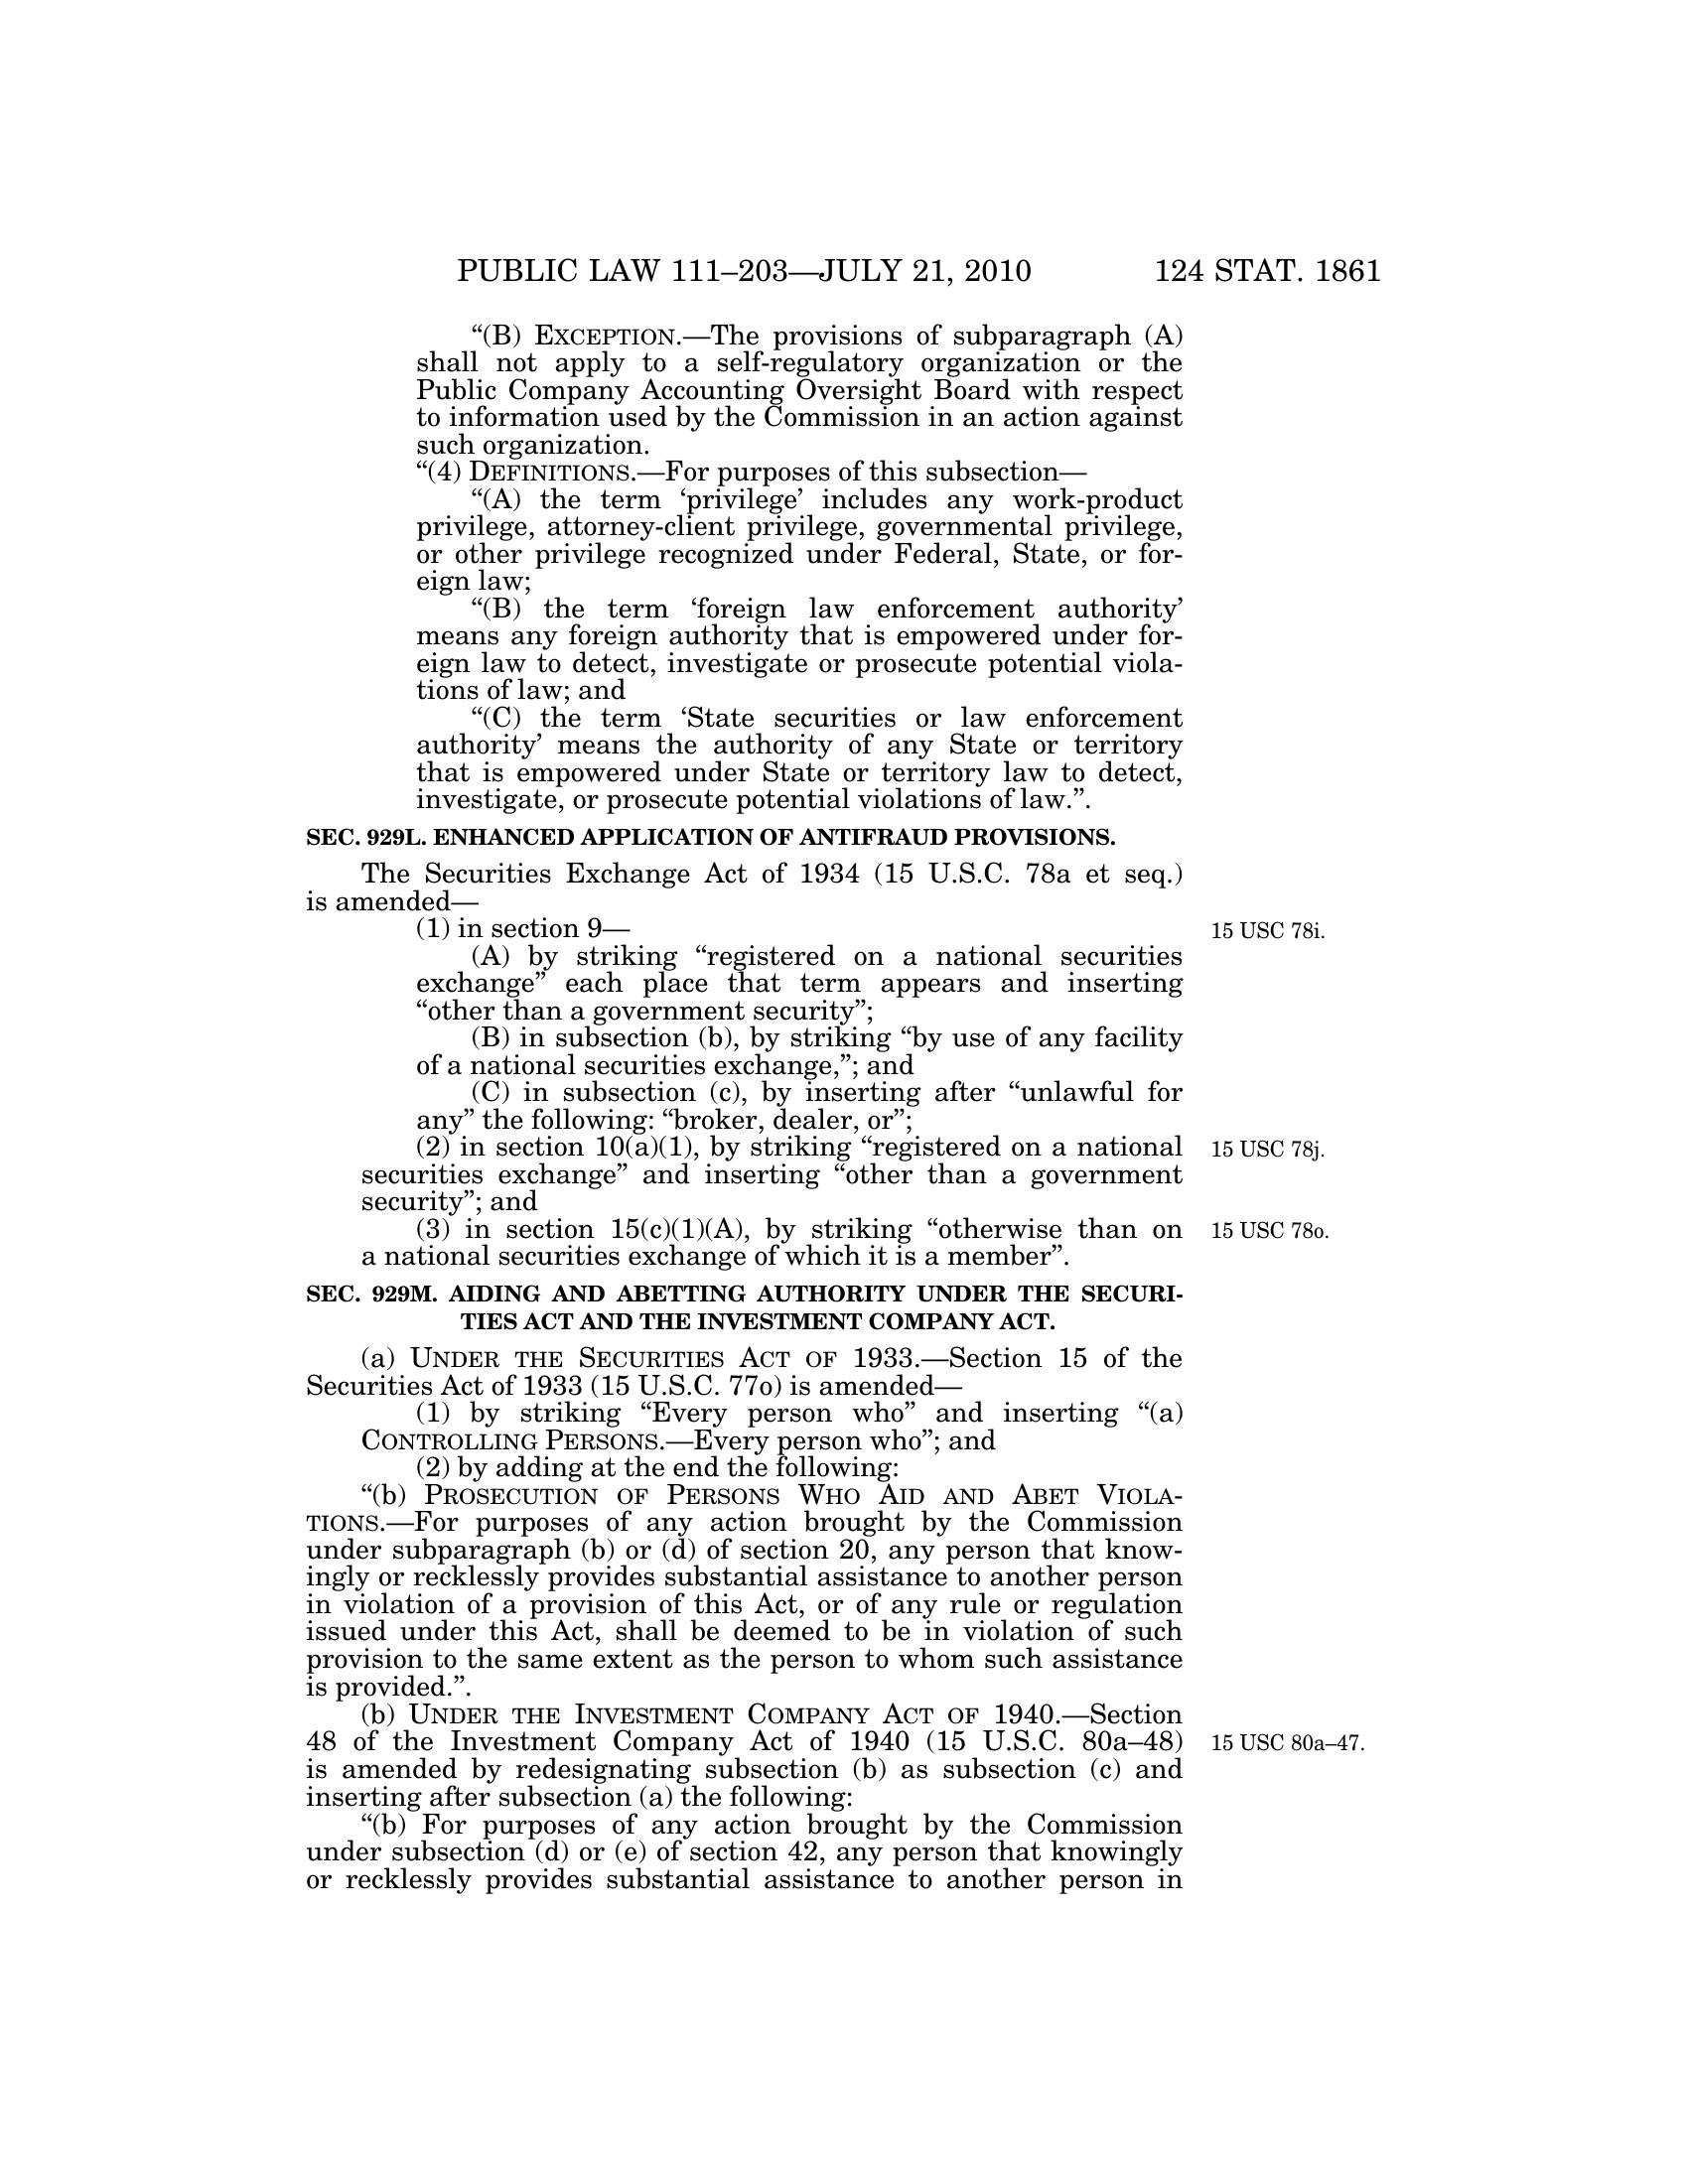 PUBLIC LAW 111–203—JULY 21, 2010 124 STAT. 1861
“(B) EXCEPTION.—The provisions of subparagraph (A)
shall not apply to a self-regulatory organization or the
Public Company Accounting Oversight Board with respect
to information used by the Commission in an action against
such organization.
“(4) DEFINITIONS.—For purposes of this subsection—
“(A) the term ‘privilege’ includes any work-product
privilege, attorney-client privilege, governmental privilege,
or other privilege recognized under Federal, State, or for-
eign law;
“(B) the term ‘foreign law enforcement authority’
means any foreign authority that is empowered under for-
eign law to detect, investigate or prosecute potential viola-
tions of law; and
“(C) the term ‘State securities or law enforcement
authority’ means the authority of any State or territory
that is empowered under State or territory law to detect,
investigate, or prosecute potential violations of law.”.
SEC. 929L. ENHANCED APPLICATION OF ANTIFRAUD PROVISIONS.
The Securities Exchange Act of 1934 (15 U.S.C. 78a et seq.)
is amended—
(1) in section 9— 15 USC 78i.
(A) by striking “registered on a national securities
exchange” each place that term appears and inserting
“other than a government security”;
(B) in subsection (b), by striking “by use of any facility
of a national securities exchange,”; and
(C) in subsection (c), by inserting after “unlawful for
any” the following: “broker, dealer, or”;
(2) in section 10(a)(1), by striking “registered on a national 15 USC 78j.
securities exchange” and inserting “other than a government
security”; and
(3) in section 15(c)(1)(A), by striking “otherwise than on 15 USC 78o.
a national securities exchange of which it is a member”.
SEC. 929M. AIDING AND ABETTING AUTHORITY UNDER THE SECURI-
TIES ACT AND THE INVESTMENT COMPANY ACT.
(a) UNDER THE SECURITIES ACT OF 1933.—Section 15 of the
Securities Act of 1933 (15 U.S.C. 77o) is amended—
(1) by striking “Every person who” and inserting “(a)
CONTROLLING PERSONS.—Every person who”; and
(2) by adding at the end the following:
“(b) PROSECUTION OF PERSONS WHO AID AND ABET VIOLA-
TIONS.—For purposes of any action brought by the Commission
under subparagraph (b) or (d) of section 20, any person that know-
ingly or recklessly provides substantial assistance to another person
in violation of a provision of this Act, or of any rule or regulation
issued under this Act, shall be deemed to be in violation of such
provision to the same extent as the person to whom such assistance
is provided.”.
(b) UNDER THE INVESTMENT COMPANY ACT OF 1940.—Section
48 of the Investment Company Act of 1940 (15 U.S.C. 80a–48) 15 USC 80a–47.
is amended by redesignating subsection (b) as subsection (c) and
inserting after subsection (a) the following:
“(b) For purposes of any action brought by the Commission
under subsection (d) or (e) of section 42, any person that knowingly
or recklessly provides substantial assistance to another person in